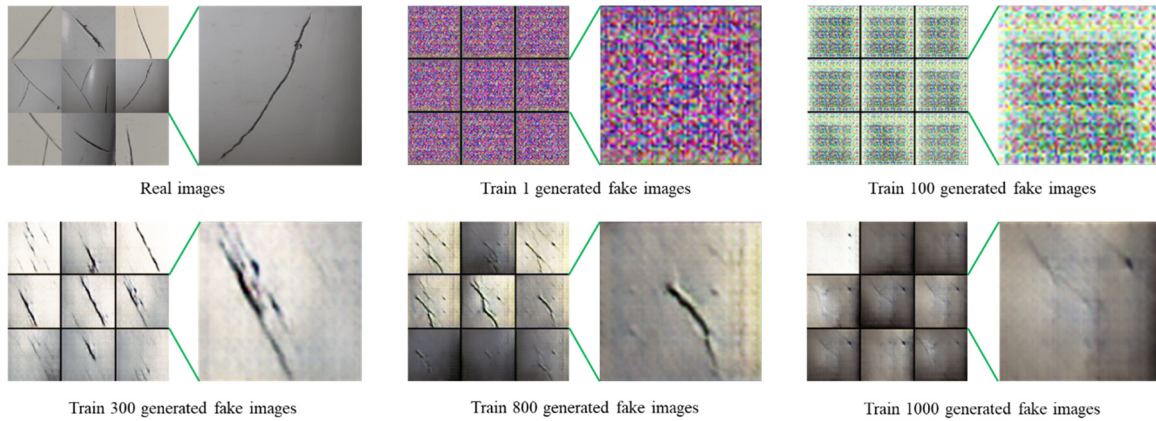 Real images
Train 1 generated fake images
Train 100 generated fake images
Train 300 generated fake images
Train 800 generated fake images
Train 1000 generated fake images